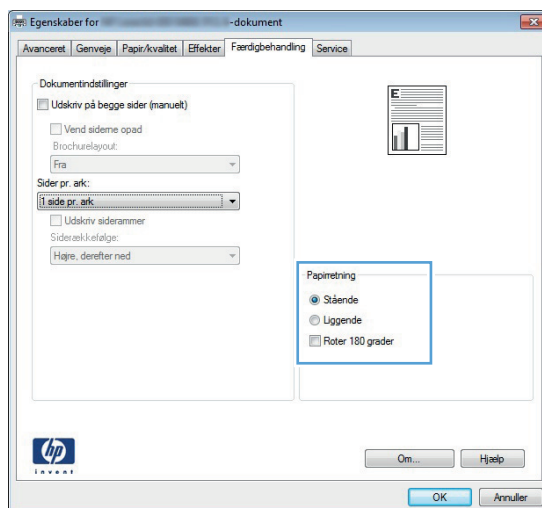 Egenskaber for -dokument
Avanceret Genveje Papir/kvalitet Effekter Færdigbehandling Service
Dokumentindstillinger
Udskriv på begge sider (manuelt)
Vend siderne opad
Brochurelayout:
Fra
Sider pr. ark:
1 side pr. ark
Udskriv siderammer
Siderækkefølge:
Højre, derefter ned
E
Papirretning
Stående
Liggende
Roter 180 grader
hp
invent
Om... Hjælp
OK Annuller